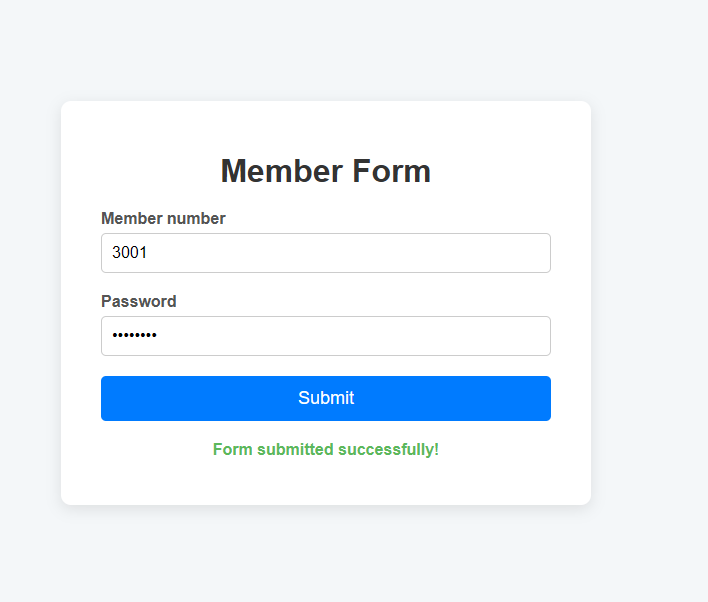 Member Form
Member number
3001
Password
••••••••
Submit
Form submitted successfully!